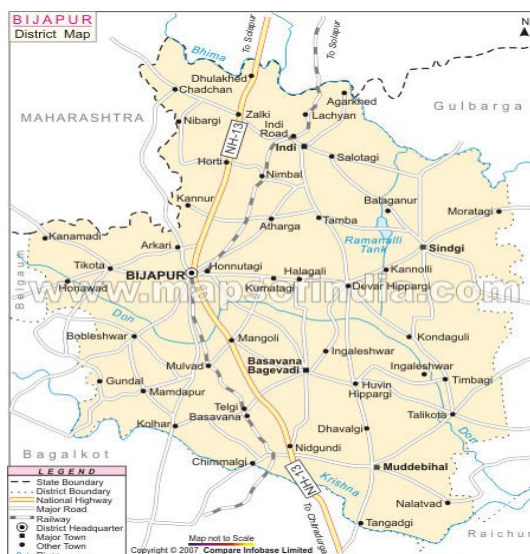 BIJAPUR
District Map
N
To Solapur
To Solapur
Bhima
Dhulakhed
Chadchan
Agarkhed
Gulbarga
MAHARASHTRA
Nibargi
Zalki
Lachyan
Indi
Road
NH-13
Indi
Horti
Salotagi
Nimbal
Kannur
Balaganur
Moratagi
Atharga
Tamba
Kanamadi
Ramanalli
Tank
Arkari
Sindgi
Tikota
Honnutagi
Kannolli
BIJAPUR
Kumatagi
Halagali
Devar Hippargi
Belgaum
Honawad
www.mapsofindia.com
Don
Bobleshwar
Mangoli
Kondaguli
Ingaleshwar
Mulvad
Basavana
Bagevadi
Ingaleshwar
Timbagi
Gundal
Mamdapur
Huvin
Hippargi
Telgi
Basavana
Talikota
Kolhar
Dhavalgi
Don
Nidgundi
Bagalkot
Chimmalgi
Muddebihal
Krishna
NH-13
Nalatvad
Tangadgi
Raichu
To Chitradurga
LEGEND
State Boundary
District Boundary
National Highway
Major Road
Railway
District Headquarter
Major Town
Other Town
River
Map not to Scale
Copyright © 2007 Compare Infobase Limited